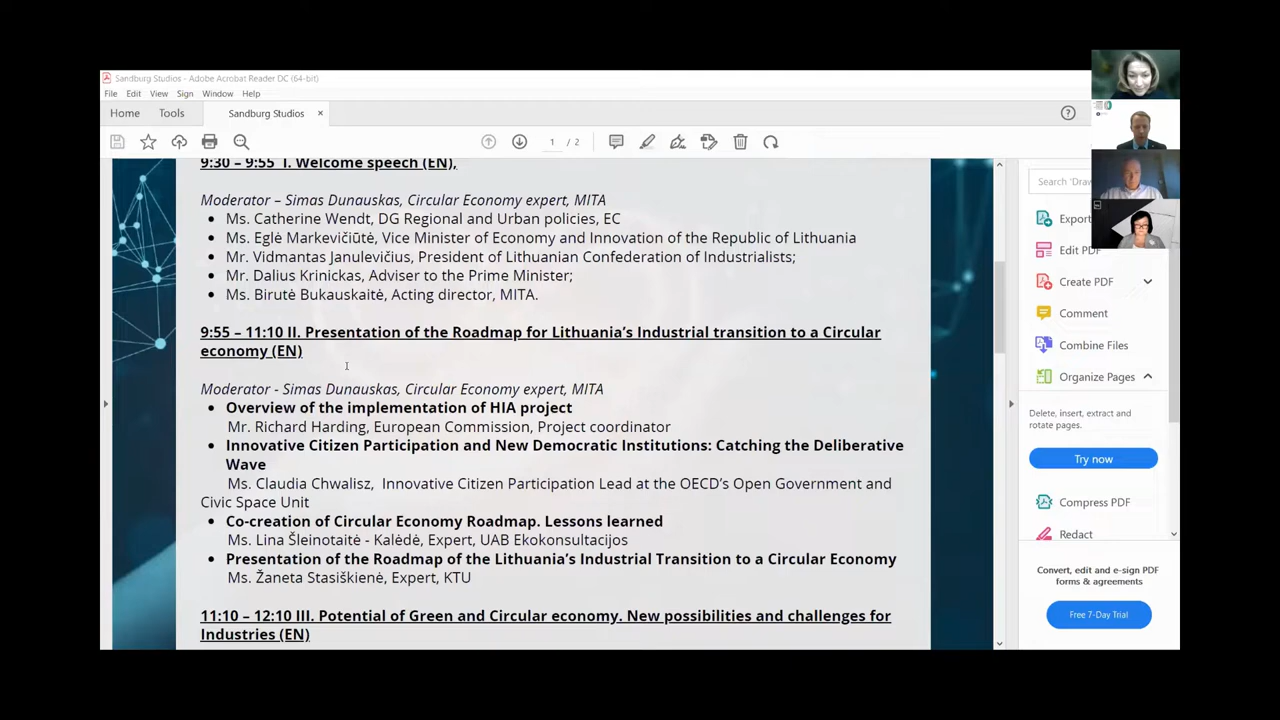 Sandburg Studios - Adobe Acrobat Reader DC (64-bit)
File Edit View Sign Window Help
Home Tools Sandburg Studios ×
1 / 2
9:30 – 9:55 I. Welcome speech (EN),
Moderator – Simas Dunauskas, Circular Economy expert, MITA
• Ms. Catherine Wendt, DG Regional and Urban policies, EC
• Ms. Eglė Markevičiūtė, Vice Minister of Economy and Innovation of the Republic of Lithuania
• Mr. Vidmantas Janulevičius, President of Lithuanian Confederation of Industrialists;
• Mr. Dalius Krinickas, Adviser to the Prime Minister;
• Ms. Birutė Bukauskaitė, Acting director, MITA.
9:55 – 11:10 II. Presentation of the Roadmap for Lithuania's Industrial transition to a Circular
economy (EN)
Moderator - Simas Dunauskas, Circular Economy expert, MITA
• Overview of the implementation of HIA project
Mr. Richard Harding, European Commission, Project coordinator
• Innovative Citizen Participation and New Democratic Institutions: Catching the Deliberative
Wave
Ms. Claudia Chwalisz, Innovative Citizen Participation Lead at the OECD's Open Government and
Civic Space Unit
• Co-creation of Circular Economy Roadmap. Lessons learned
Ms. Lina Šleinotaitė - Kalėdė, Expert, UAB Ekokonsultacijos
• Presentation of the Roadmap of the Lithuania's Industrial Transition to a Circular Economy
Ms. Žaneta Stasiškienė, Expert, KTU
11:10 – 12:10 III. Potential of Green and Circular economy. New possibilities and challenges for
Industries (EN)
Search 'Draw
Export
Edit PDF
Create PDF
Comment
Combine Files
Organize Pages
Delete, insert, extract and
rotate pages.
Try now
Compress PDF
Redact
Convert, edit and e-sign PDF
forms & agreements
Free 7-Day Trial